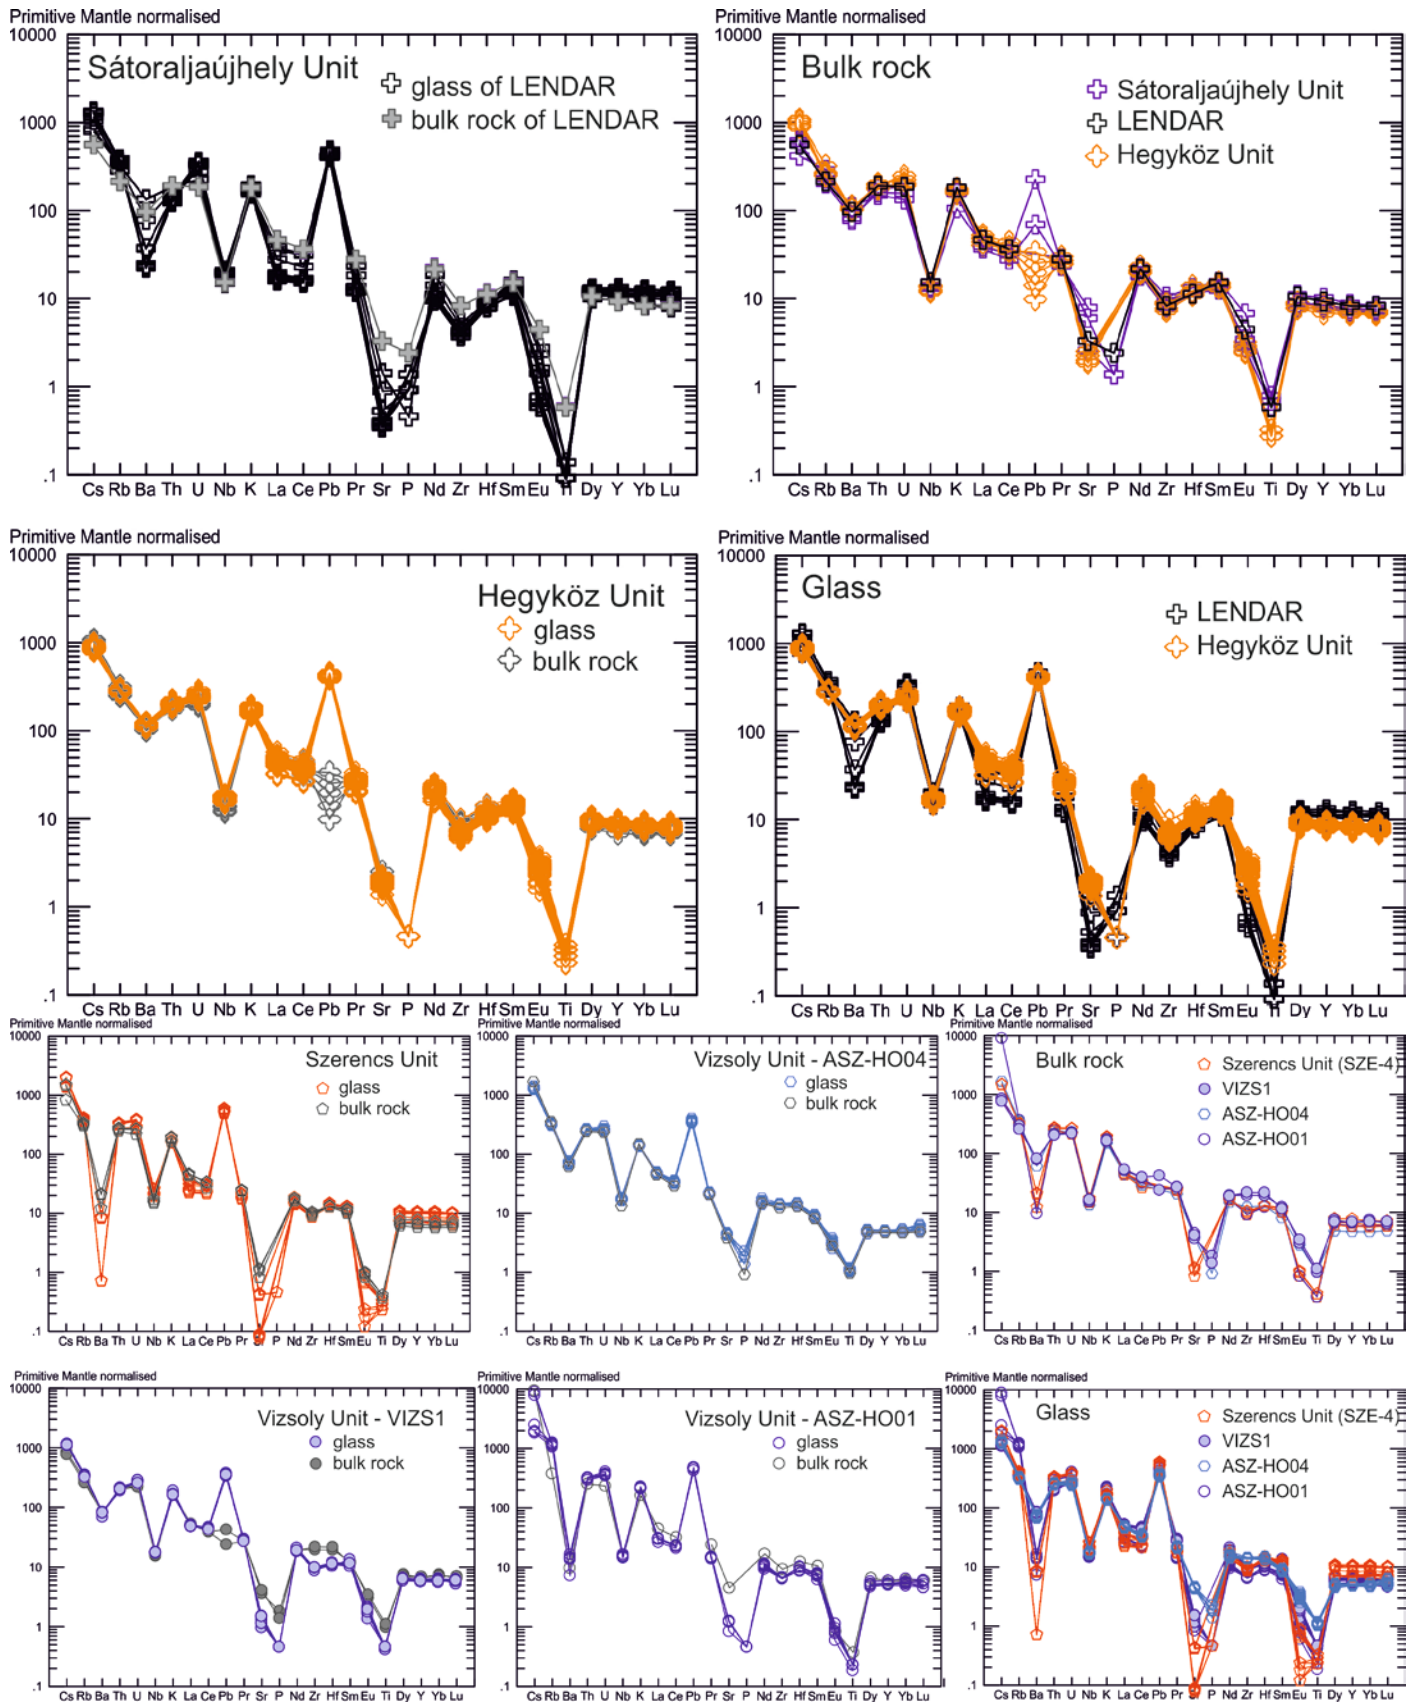 Primitive Mantle normalised
10000
1000
100
10
1
.1
Sátoraljaújhely Unit
glass of LENDAR
bulk rock of LENDAR
Cs Rb Ba Th U Nb K La Ce Pb Pr Sr P Nd Zr Hf Sm Eu Ti Dy Y Yb Lu
Primitive Mantle normalised
10000
1000
100
10
1
.1
Bulk rock
Sátoraljaújhely Unit
LENDAR
Hegyköz Unit
Cs Rb Ba Th U Nb K La Ce Pb Pr Sr P Nd Zr Hf Sm Eu Ti Dy Y Yb Lu
Primitive Mantle normalised
10000
1000
100
10
1
.1
Hegyköz Unit
glass
bulk rock
Cs Rb Ba Th U Nb K La Ce Pb Pr Sr P Nd Zr Hf Sm Eu Ti Dy Y Yb Lu
10000
1000
100
10
1
.1
Glass
LENDAR
Hegyköz Unit
Cs Rb Ba Th U Nb K La Ce Pb Pr Sr P Nd Zr Hf Sm Eu Ti Dy Y Yb Lu
Primitive Mantle normalised
10000
1000
100
10
1
.1
Szerencs Unit
glass
bulk rock
Cs Rb Ba Th U Nb K La Ce Pb Pr Sr P Nd Zr Hf Sm Eu Ti Dy Y Yb Lu
Primitive Mantle normalised
10000
1000
100
10
1
.1
Vizsoly Unit - ASZ-HO04
glass
bulk rock
Cs Rb Ba Th U Nb K La Ce Pb Pr Sr P Nd Zr Hf Sm Eu Ti Dy Y Yb Lu
Primitive Mantle normalised
10000
1000
100
10
1
.1
Bulk rock
Szerencs Unit (SZE-4)
VIZS1
ASZ-HO04
ASZ-HO01
Cs Rb Ba Th U Nb K La Ce Pb Pr Sr P Nd Zr Hf Sm Eu Ti Dy Y Yb Lu
Primitive Mantle normalised
10000
1000
100
10
1
.1
Vizsoly Unit - VIZS1
glass
bulk rock
Cs Rb Ba Th U Nb K La Ce Pb Pr Sr P Nd Zr Hf Sm Eu Ti Dy Y Yb Lu
Primitive Mantle normalised
10000
1000
100
10
1
.1
Vizsoly Unit - ASZ-HO01
glass
bulk rock
Cs Rb Ba Th U Nb K La Ce Pb Pr Sr P Nd Zr Hf Sm Eu Ti Dy Y Yb Lu
Primitive Mantle normalised
10000
1000
100
10
1
.1
Glass
Szerencs Unit (SZE-4)
VIZS1
ASZ-HO04
ASZ-HO01
Cs Rb Ba Th U Nb K La Ce Pb Pr Sr P Nd Zr Hf Sm Eu Ti Dy Y Yb Lu